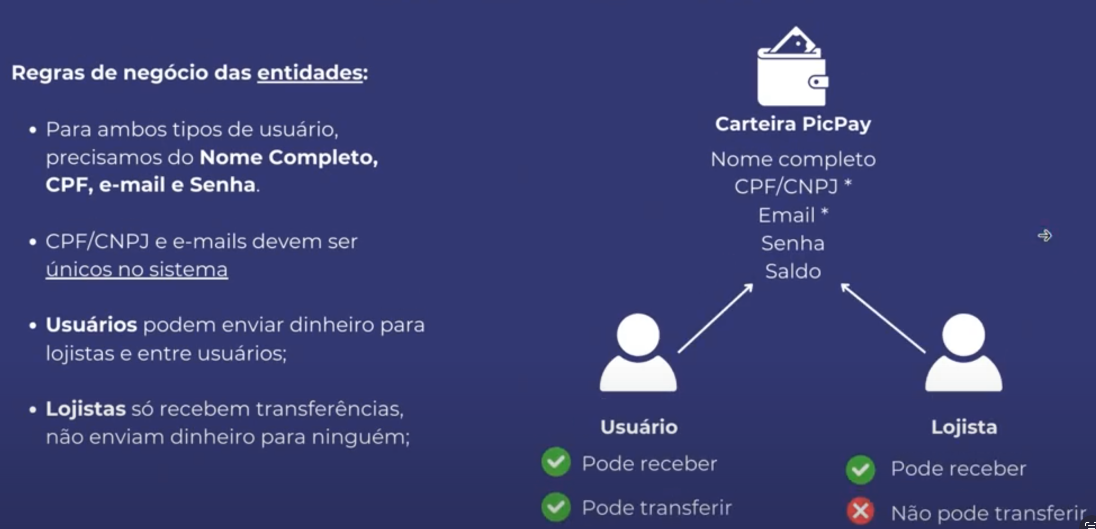 Regras de negócio das entidades:
• Para ambos tipos de usuário,
precisamos do Nome Completo,
CPF, e-mail e Senha.
• CPF/CNPJ e e-mails devem ser
únicos no sistema
• Usuários podem enviar dinheiro para
lojistas e entre usuários;
• Lojistas só recebem transferências,
não enviam dinheiro para ninguém;
Carteira PicPay
Nome completo
CPF/CNPJ *
Email *
Senha
Saldo
Usuário
Pode receber
Pode transferir
Lojista
Pode receber
Não pode transferir